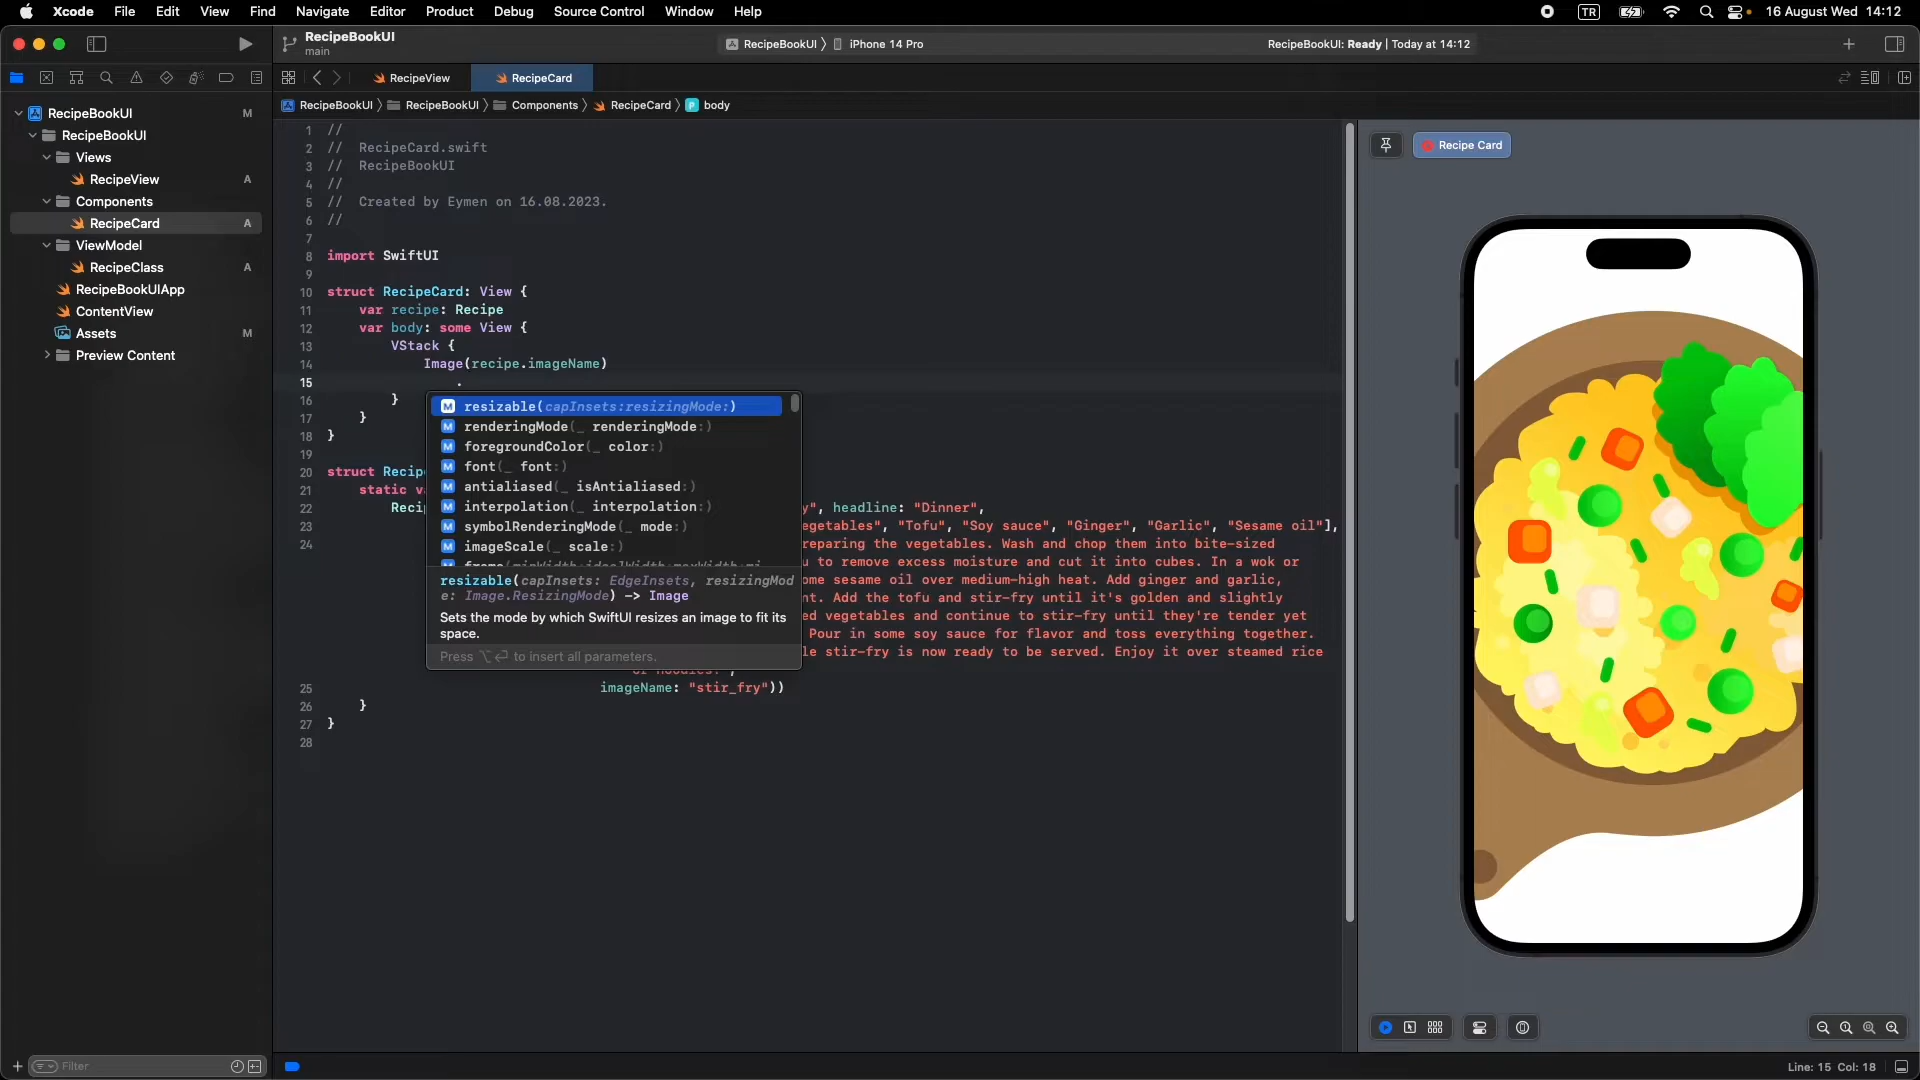 Xcode File Edit View Find Navigate Editor Product Debug Source Control Window Help TR 16 August Wed 14:12
RecipeBookUI
main
RecipeBookUI iPhone 14 Pro
RecipeBookUI: Ready | Today at 14:12
RecipeView
RecipeCard
RecipeBookUI RecipeBookUI Components RecipeCard P body
RecipeBookUI M
RecipeBookUI
Views
RecipeView A
Components
RecipeCard A
ViewModel
RecipeClass A
RecipeBookUIApp
ContentView
Assets M
Preview Content
Filter
1 //
2 // RecipeCard.swift
3 // RecipeBookUI
4 //
5 // Created by Eymen on 16.08.2023.
6 //
7
8 import SwiftUI
9
10 struct RecipeCard: View {
11 var recipe: Recipe
12 var body: some View {
13 VStack {
14 Image(recipe.imageName)
15 .
16 }
17 }
18 }
19
20 struct Recip
21 static va
22 Recip y", headline: "Dinner",
23 egetables", "Tofu", "Soy sauce", "Ginger", "Garlic", "Sesame oil"],
24 reparing the vegetables. Wash and chop them into bite-sized
u to remove excess moisture and cut it into cubes. In a wok or
ome sesame oil over medium-high heat. Add ginger and garlic,
nt. Add the tofu and stir-fry until it's golden and slightly
ed vegetables and continue to stir-fry until they're tender yet
Pour in some soy sauce for flavor and toss everything together.
le stir-fry is now ready to be served. Enjoy it over steamed rice
25 imageName: "stir_fry"))
26 }
27 }
28
M resizable(capInsets:resizingMode:)
M renderingMode(_ renderingMode:)
M foregroundColor(_ color:)
M font(_ font:)
M antialiased(_ isAntialiased:)
M interpolation(_ interpolation:)
M symbolRenderingMode(_ mode:)
M imageScale(_ scale:)
resizable(capInsets: EdgeInsets, resizingMod
e: Image.ResizingMode) -> Image
Sets the mode by which SwiftUI resizes an image to fit its
space.
Press ⌥⏎ to insert all parameters.
Recipe Card
Line: 15 Col: 18